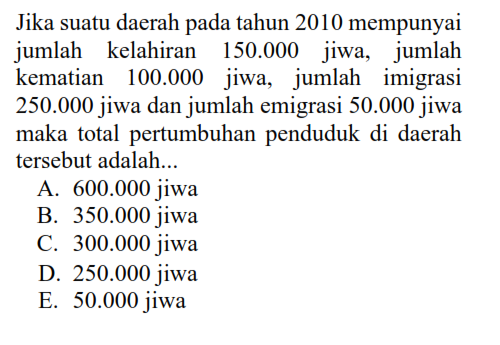 Jika suatu daerah pada tahun 2010 mempunyai
jumlah kelahiran 150.000 jiwa, jumlah
kematian 100.000 jiwa, jumlah imigrasi
250.000 jiwa dan jumlah emigrasi 50.000 jiwa
maka total pertumbuhan penduduk di daerah
tersebut adalah...
A. 600.000 jiwa
B. 350.000 jiwa
C. 300.000 jiwa
D. 250.000 jiwa
E. 50.000 jiwa